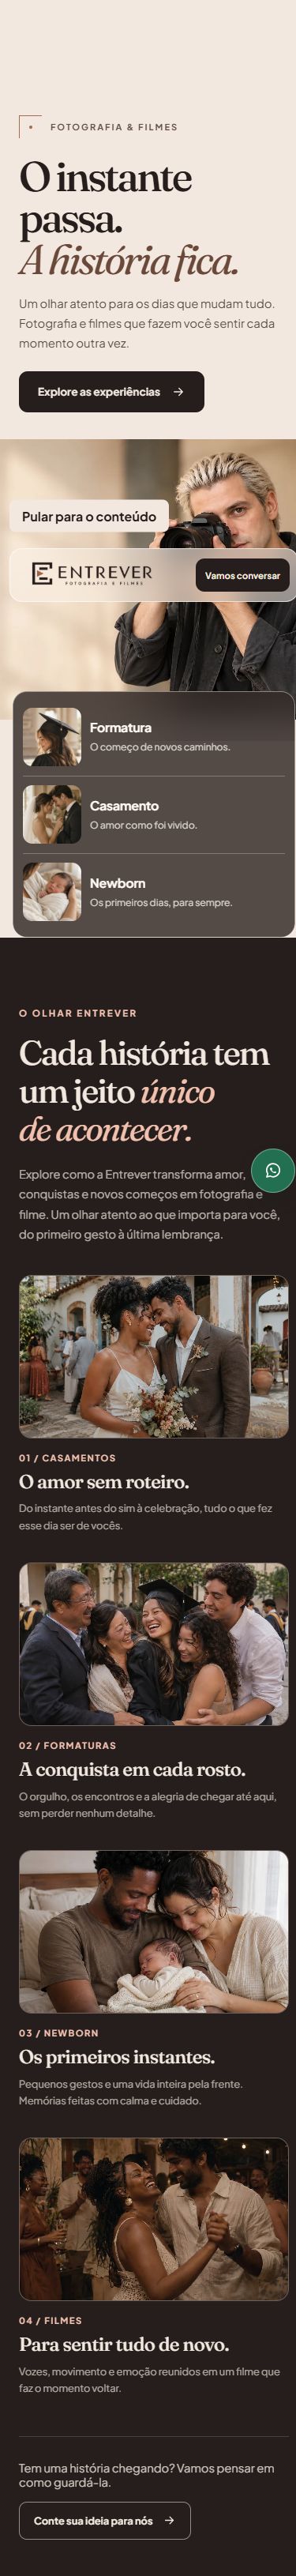 FOTOGRAFIA & FILMES
O instante
passa.
A história fica.
Um olhar atento para os dias que mudam tudo.
Fotografia e filmes que fazem você sentir cada
momento outra vez.
Explore as experiências →
Pular para o conteúdo
ENTREVER
FOTOGRAFIA E FILMES
Vamos conversar
Formatura
O começo de novos caminhos.
Casamento
O amor como foi vivido.
Newborn
Os primeiros dias, para sempre.
O OLHAR ENTREVER
Cada história tem
um jeito único
de acontecer.
Explore como a Entrever transforma amor,
conquistas e novos começos em fotografia e
filme. Um olhar atento ao que importa para você,
do primeiro gesto à última lembrança.
01 / CASAMENTOS
O amor sem roteiro.
Do instante antes do sim à celebração, tudo o que fez
esse dia ser de vocês.
02 / FORMATURAS
A conquista em cada rosto.
O orgulho, os encontros e a alegria de chegar até aqui,
sem perder nenhum detalhe.
03 / NEWBORN
Os primeiros instantes.
Pequenos gestos e uma vida inteira pela frente.
Memórias feitas com calma e cuidado.
04 / FILMES
Para sentir tudo de novo.
Vozes, movimento e emoção reunidos em um filme que
faz o momento voltar.
Tem uma história chegando? Vamos pensar em
como guardá-la.
Conte sua ideia para nós →